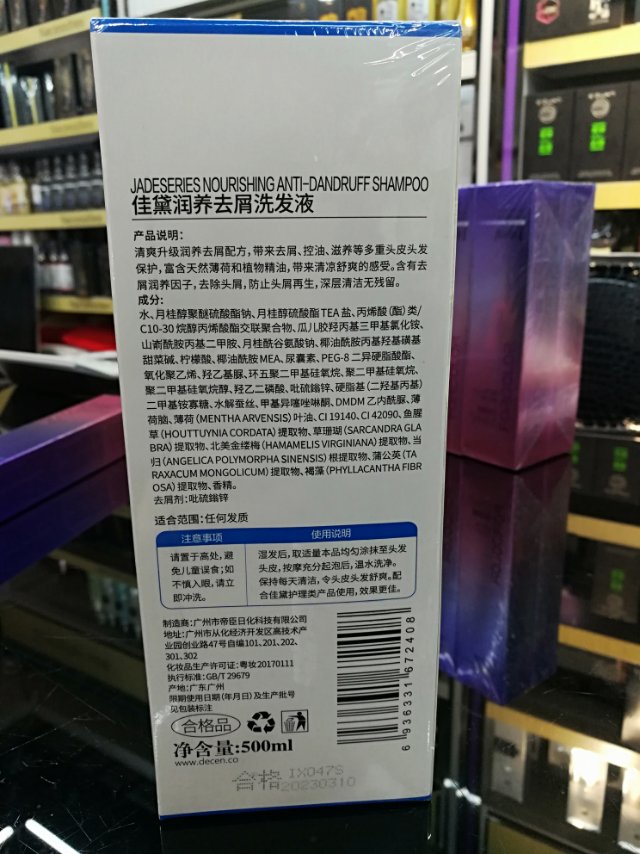 JADESERIES NOURISHING ANTI-DANDRUFF SHAMPOO
佳黛润养去屑洗发液
产品说明：
清爽升级润养去屑配方，带来去屑、控油、滋养等多重头皮头发
保护，富含天然薄荷和植物精油，带来清凉舒爽的感受。含有去
屑润养因子，去除头屑，防止头屑再生，深层清洁无残留。
成分：
水、月桂醇聚醚硫酸酯钠、月桂醇硫酸酯TEA盐、丙烯酸（酯）类/
C10-30烷醇丙烯酸酯交联聚合物、瓜儿胶羟丙基三甲基氯化铵、
山嵛酰胺丙基二甲胺、月桂酰谷氨酸钠、椰油酰胺丙基羟基磺基
甜菜碱、柠檬酸、椰油酰胺MEA、尿囊素、PEG-8二异硬脂酸酯、
氧化聚乙烯、羟乙基脲、环五聚二甲基硅氧烷、聚二甲基硅氧烷、
聚二甲基硅氧烷醇、羟乙二磷酸、吡硫鎓锌、硬脂基（二羟基丙基）
二甲基铵寡糖、水解蚕丝、甲基异噻唑啉酮、DMDM乙内酰脲、薄
荷脑、薄荷（MENTHA ARVENSIS）叶油、CI 19140、CI 42090、鱼腥
草（HOUTTUYNIA CORDATA）提取物、草珊瑚（SARCANDRA GLA
BRA）提取物、北美金缕梅（HAMAMELIS VIRGINIANA）提取物、当
归（ANGELICA POLYMORPHA SINENSIS）根提取物、蒲公英（TA
RAXACUM MONGOLICUM）提取物、褐藻（PHYLLACANTHA FIBR
OSA）提取物、香精。
去屑剂：吡硫鎓锌
适合范围：任何发质
注意事项
请置于高处，避
免儿童误食；如
不慎入眼，请立
即冲洗。
使用说明
湿发后，取适量本品均匀涂抹至头发
头皮，按摩充分起泡后，温水洗净。
保持每天清洁，令头皮头发舒爽。配
合佳黛护理类产品使用，效果更佳。
制造商：广州市帝臣日化科技有限公司
地址：广州市从化经济开发区高技术产
业园创业路47号自编101、201、202、
301、302
化妆品生产许可证：粤妆20170111
执行标准：GB/T 29679
产地：广东广州
限期使用日期（年月日）及生产批号
见包装标注
合格品
净含量：500ml
www.decen.co
合格 IX047S
20230310
6 936331 672408